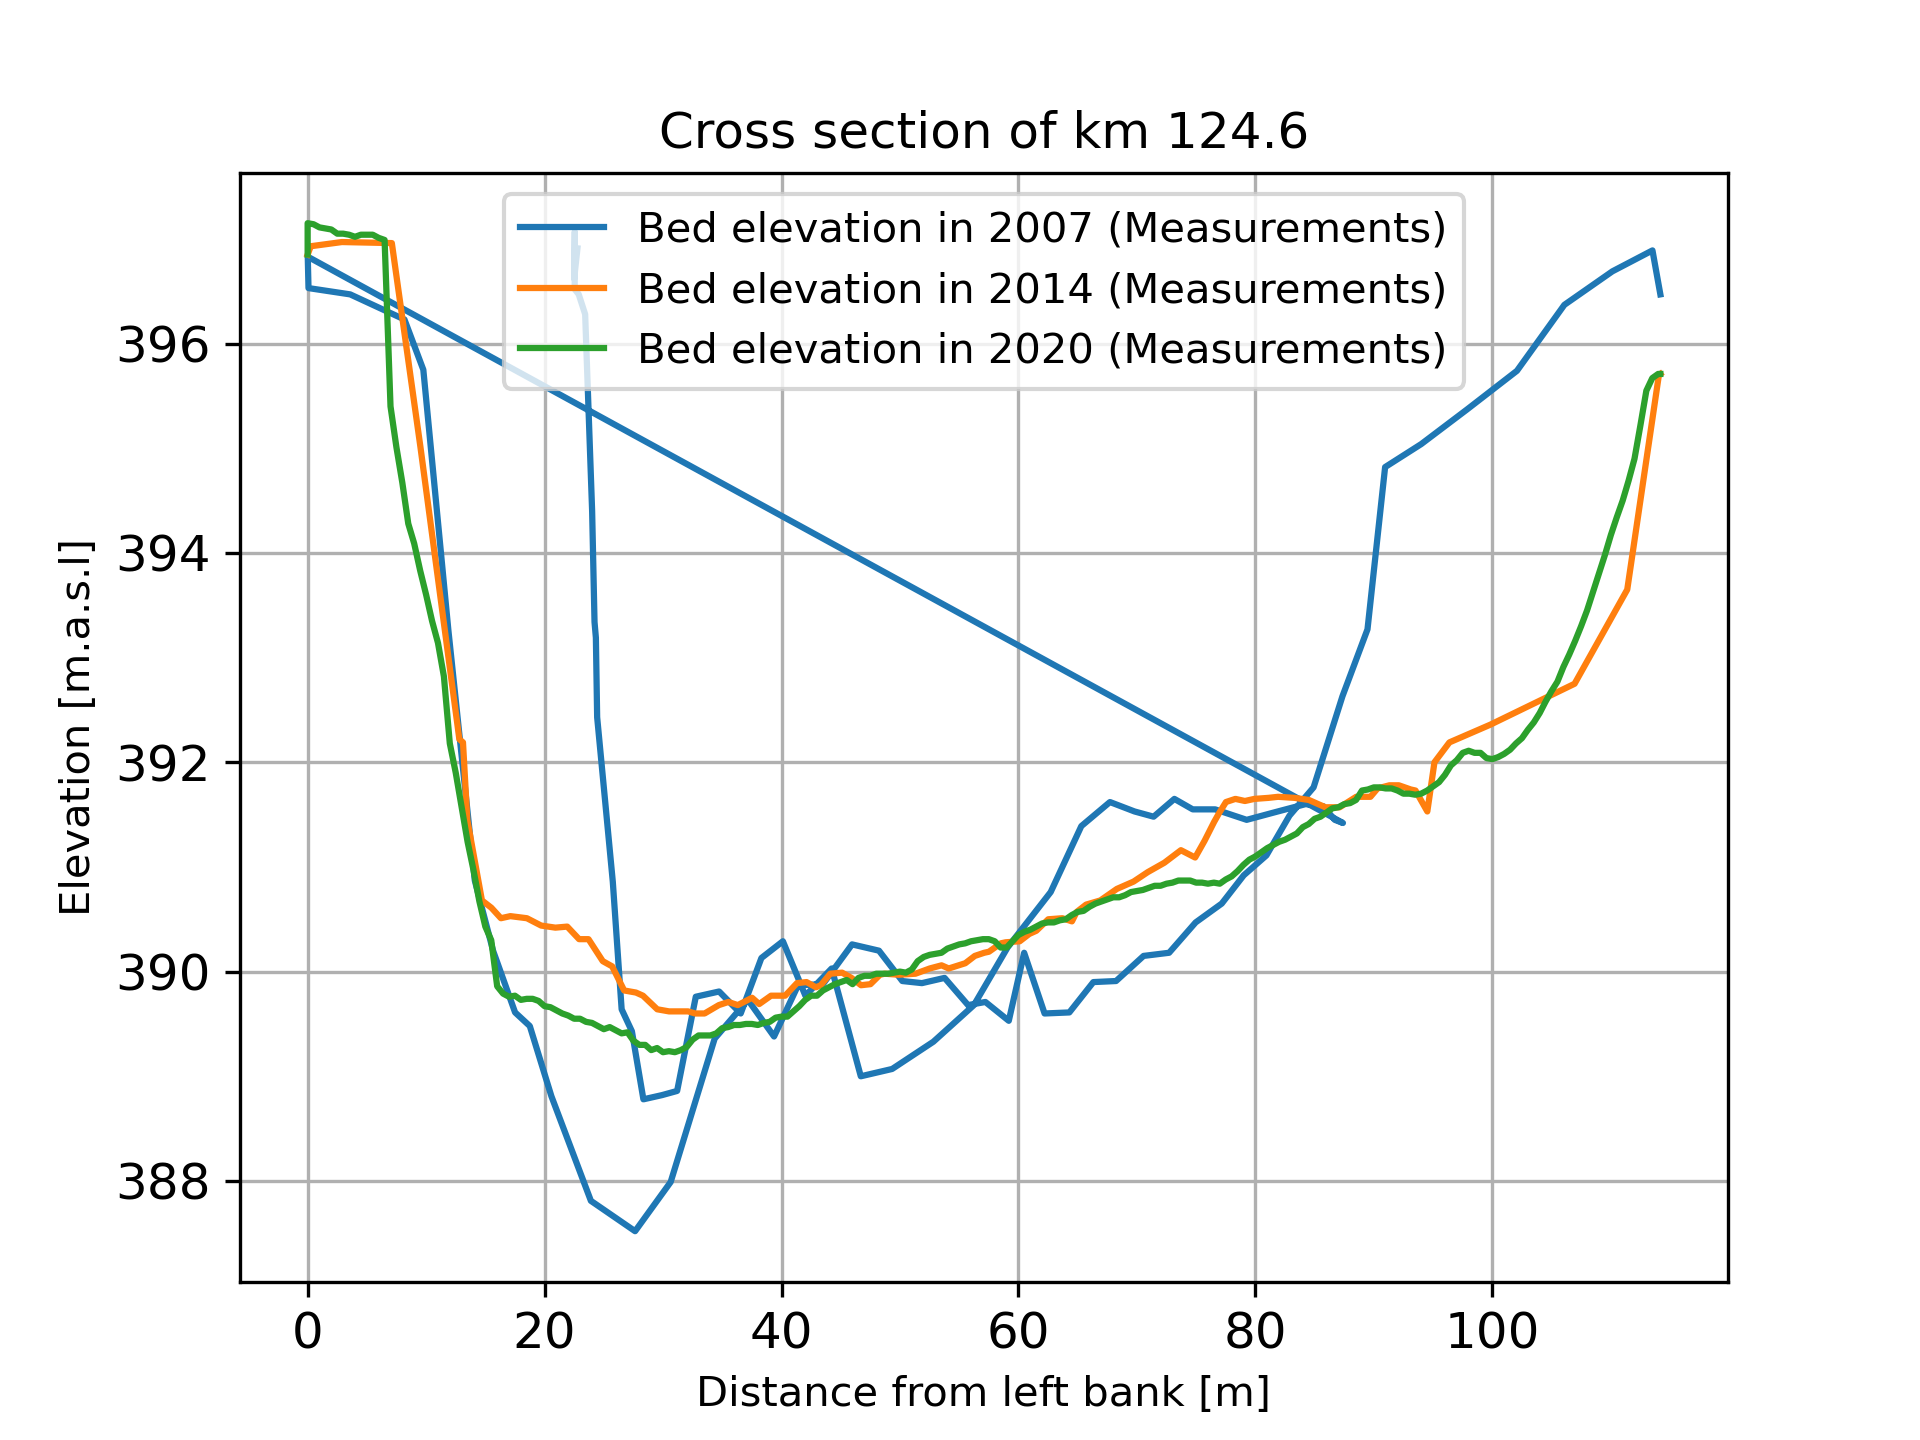 Cross section of km 124.6
Bed elevation in 2007 (Measurements)
Bed elevation in 2014 (Measurements)
Bed elevation in 2020 (Measurements)
Elevation [m.a.s.l]
396
394
392
390
388
0 20 40 60 80 100
Distance from left bank [m]